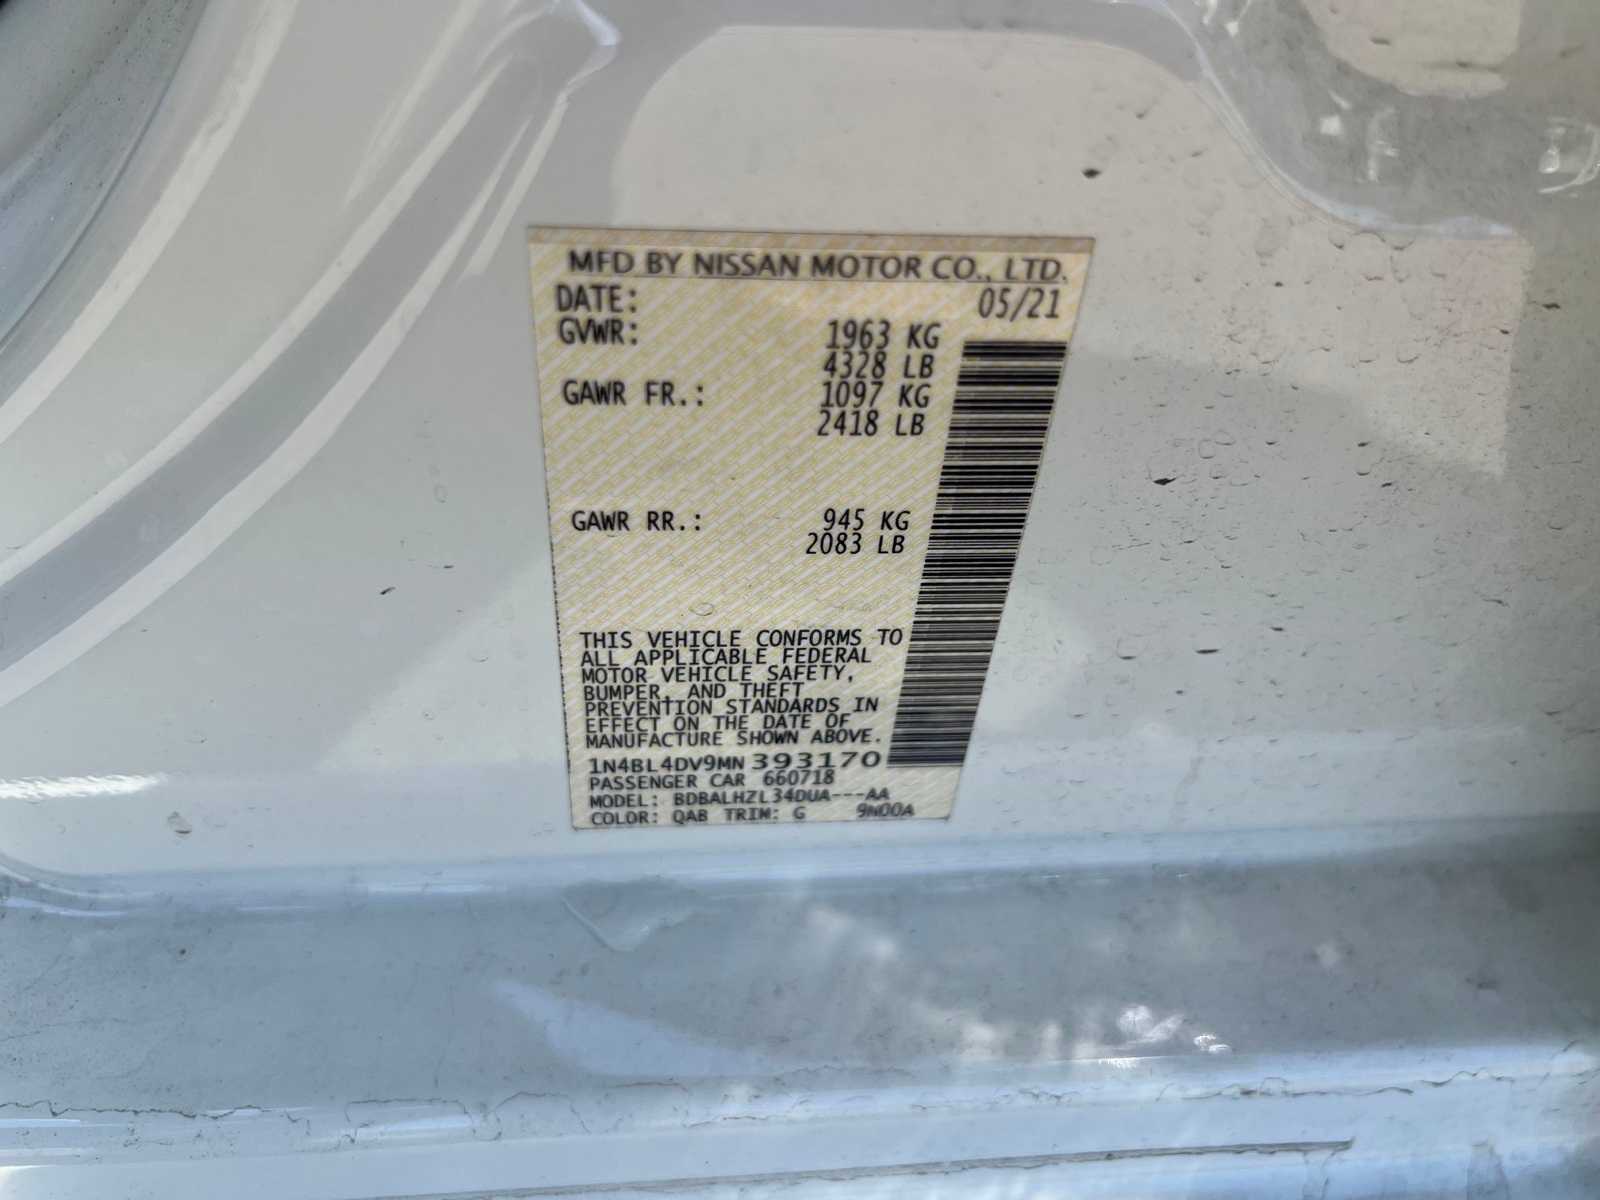 MFD BY NISSAN MOTOR CO., LTD.
DATE: 05/21
GVWR: 1963 KG
4328 LB
GAWR FR.: 1097 KG
2418 LB
GAWR RR.: 945 KG
2083 LB
THIS VEHICLE CONFORMS TO
ALL APPLICABLE FEDERAL
MOTOR VEHICLE SAFETY,
BUMPER, AND THEFT
PREVENTION STANDARDS IN
EFFECT ON THE DATE OF
MANUFACTURE SHOWN ABOVE.
1N4BL4DV9MN393170
PASSENGER CAR 660718
MODEL: BDBALHZL34DUA---AA
COLOR: QAB TRIM: G 9N00A